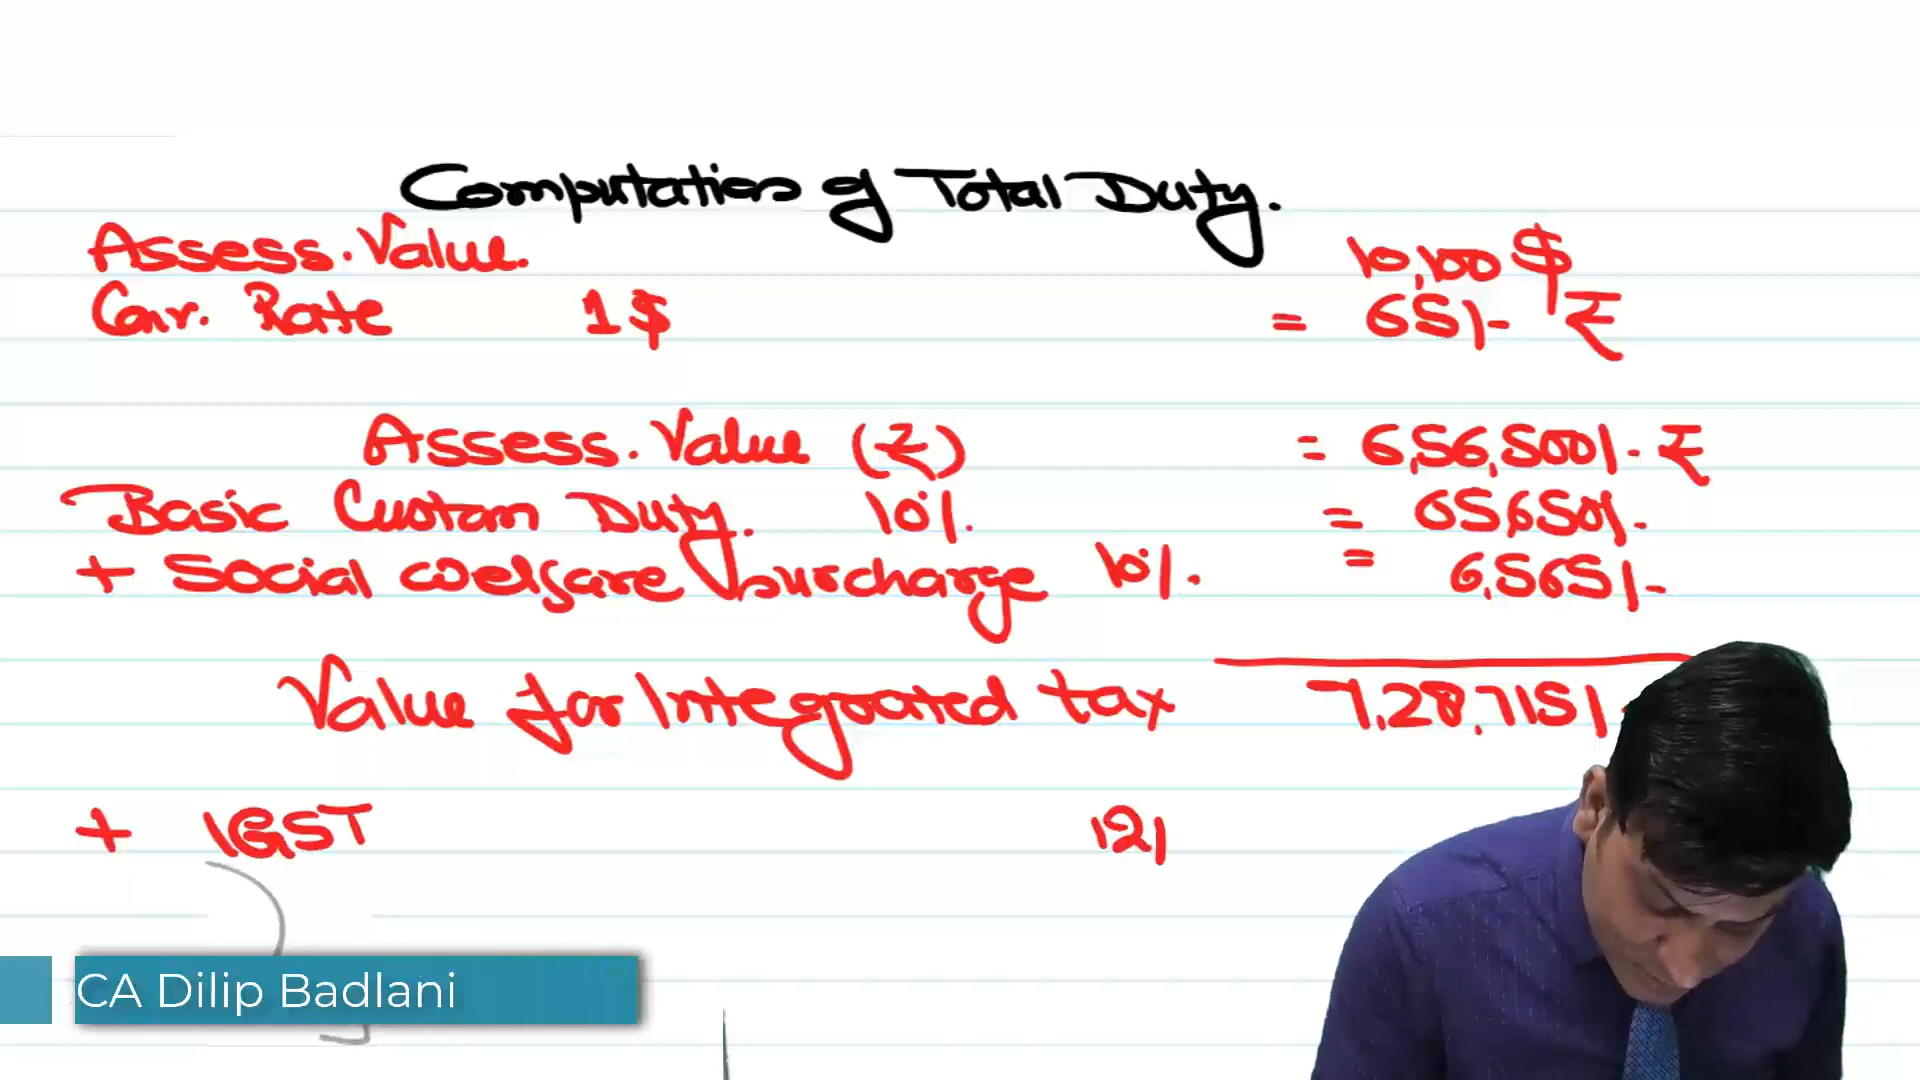 Computation of Total Duty.
Assess. Value 10,100 $
Con. Rate 1 $ = 65/- ₹
Assess. Value (₹) = 6,56,500/- ₹
Basic Custom Duty. 10%. = 65,650/-
+ Social Welfare Surcharge 10%. = 6,565/-
Value for Integrated tax 7,28,715/-
+ IGST 12/
CA Dilip Badlani